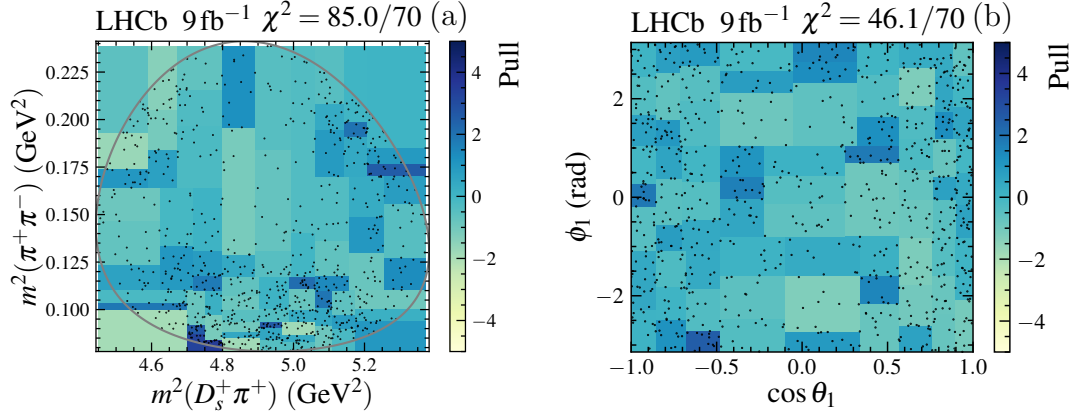 LHCb 9 fb⁻¹ χ² = 85.0/70 (a)
m²(π⁺π⁻) (GeV²)
0.225
0.200
0.175
0.150
0.125
0.100
4.6 4.8 5.0 5.2
m²(D_s⁺π⁺) (GeV²)
Pull
4
2
0
−2
−4
LHCb 9 fb⁻¹ χ² = 46.1/70 (b)
ϕ₁ (rad)
2
0
−2
−1.0 −0.5 0.0 0.5 1.0
cos θ₁
Pull
4
2
0
−2
−4